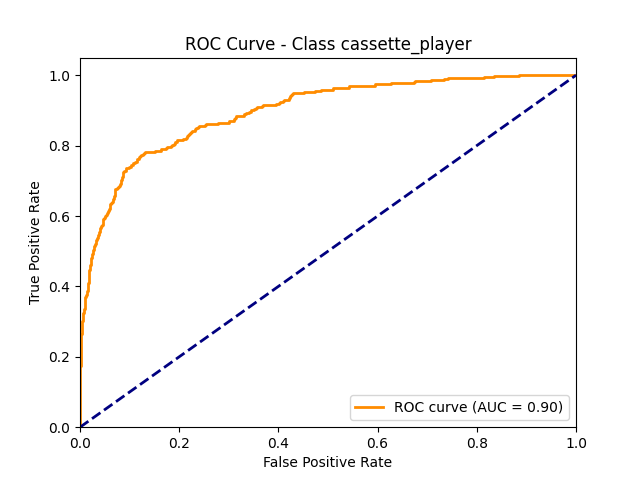 ROC Curve - Class cassette_player
True Positive Rate
1.0
0.8
0.6
0.4
0.2
0.0
0.0 0.2 0.4 0.6 0.8 1.0
False Positive Rate
ROC curve (AUC = 0.90)